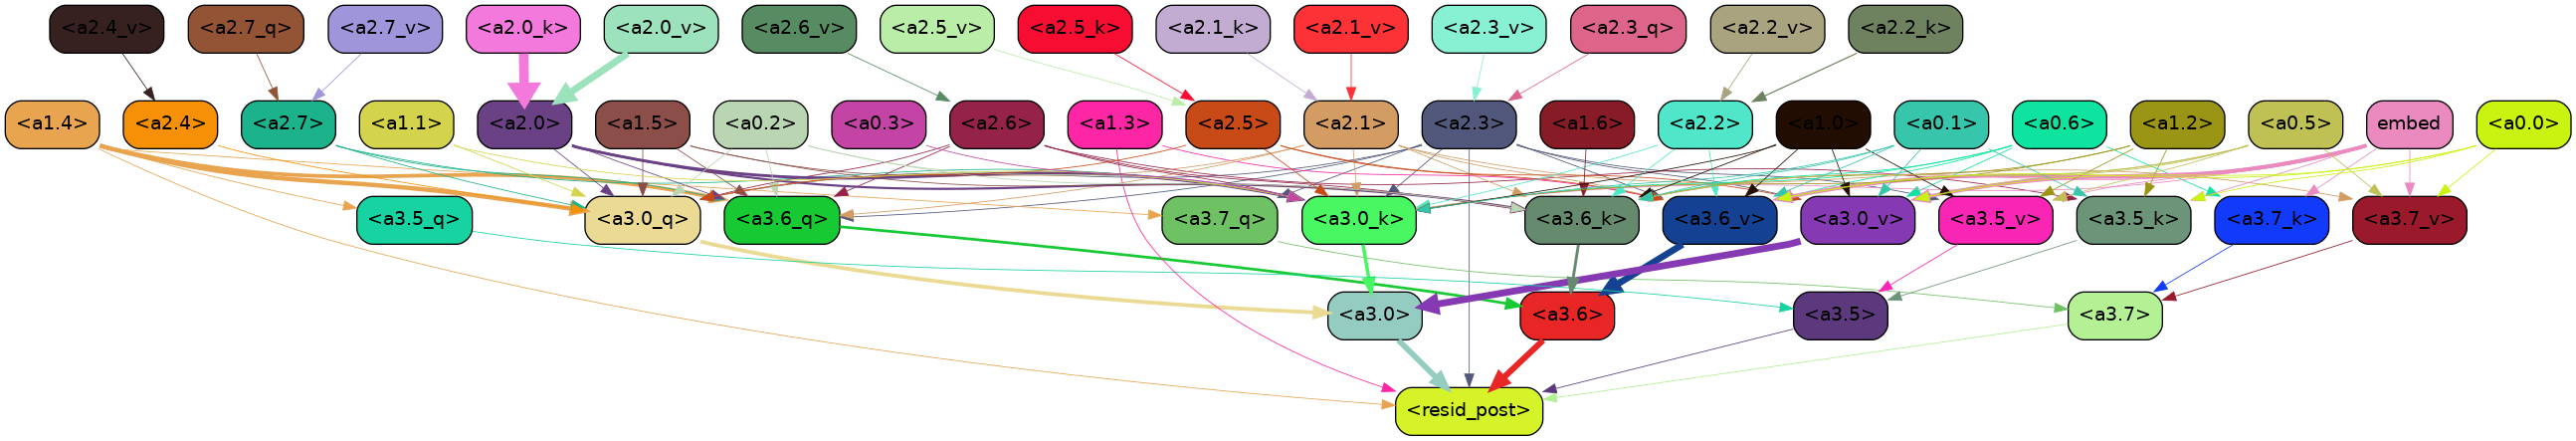 <a2.4_v> <a2.7_q> <a2.7_v> <a2.0_k> <a2.0_v> <a2.6_v> <a2.5_v> <a2.5_k> <a2.1_k> <a2.1_v> <a2.3_v> <a2.3_q> <a2.2_v> <a2.2_k>
<a1.4> <a2.4> <a2.7> <a1.1> <a2.0> <a1.5> <a0.2> <a0.3> <a2.6> <a1.3> <a2.5> <a2.1> <a2.3> <a1.6> <a2.2> <a1.0> <a0.1> <a0.6> <a1.2> <a0.5> embed <a0.0>
<a3.5_q> <a3.0_q> <a3.6_q> <a3.7_q> <a3.0_k> <a3.6_k> <a3.6_v> <a3.0_v> <a3.5_v> <a3.5_k> <a3.7_k> <a3.7_v>
<a3.0> <a3.6> <a3.5> <a3.7>
<resid_post>